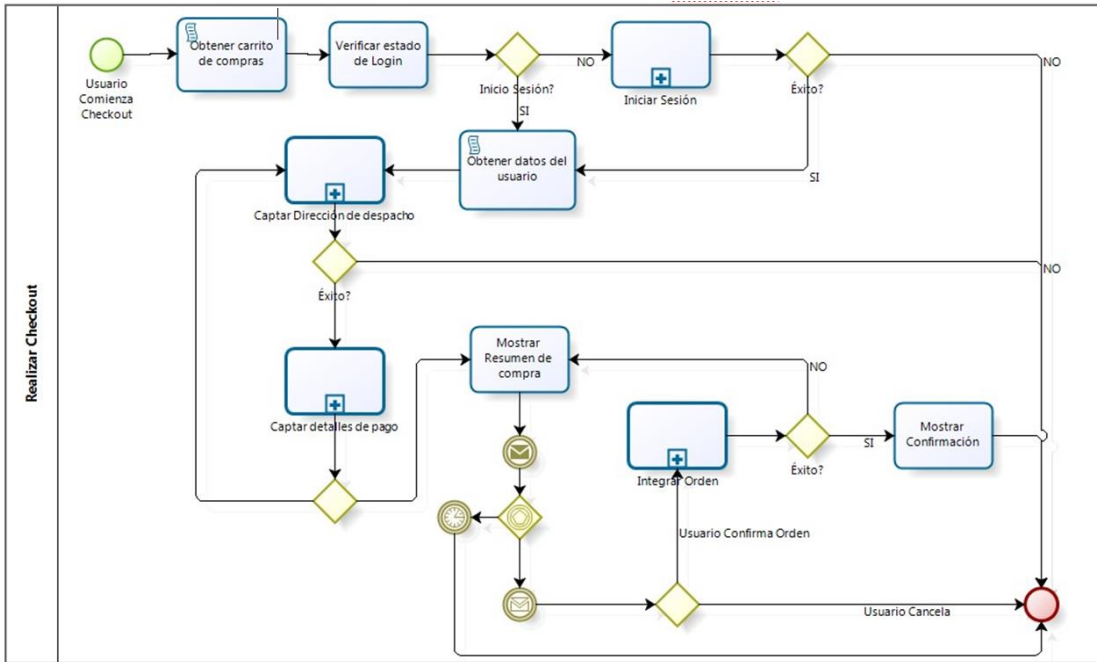 Realizar Checkout
Usuario
Comienza
Checkout
Obtener carrito
de compras
Verificar estado
de Login
Inicio Sesión?
NO
SI
Iniciar Sesión
Éxito?
NO
SI
Obtener datos del
usuario
Captar Dirección de despacho
Éxito?
NO
Captar detalles de pago
Mostrar
Resumen de
compra
NO
Integrar Orden
Éxito?
SI
Mostrar
Confirmación
Usuario Confirma Orden
Usuario Cancela